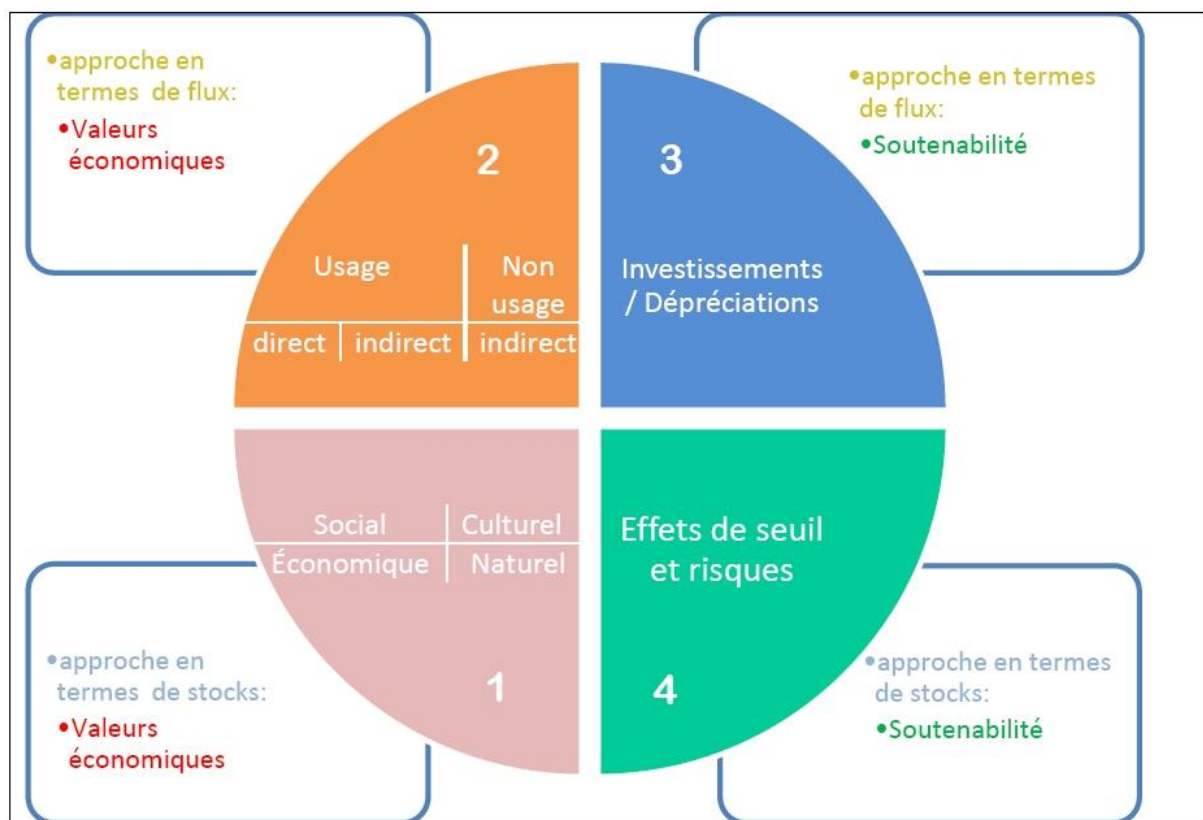 •approche en
termes de flux:
•Valeurs
économiques
•approche en termes
de flux:
•Soutenabilité
2
Usage
Non
usage
direct
indirect
indirect
3
Investissements
/ Dépréciations
Social
Culturel
Économique
Naturel
1
Effets de seuil
et risques
4
•approche en
termes de stocks:
•Valeurs
économiques
•approche en termes
de stocks:
•Soutenabilité